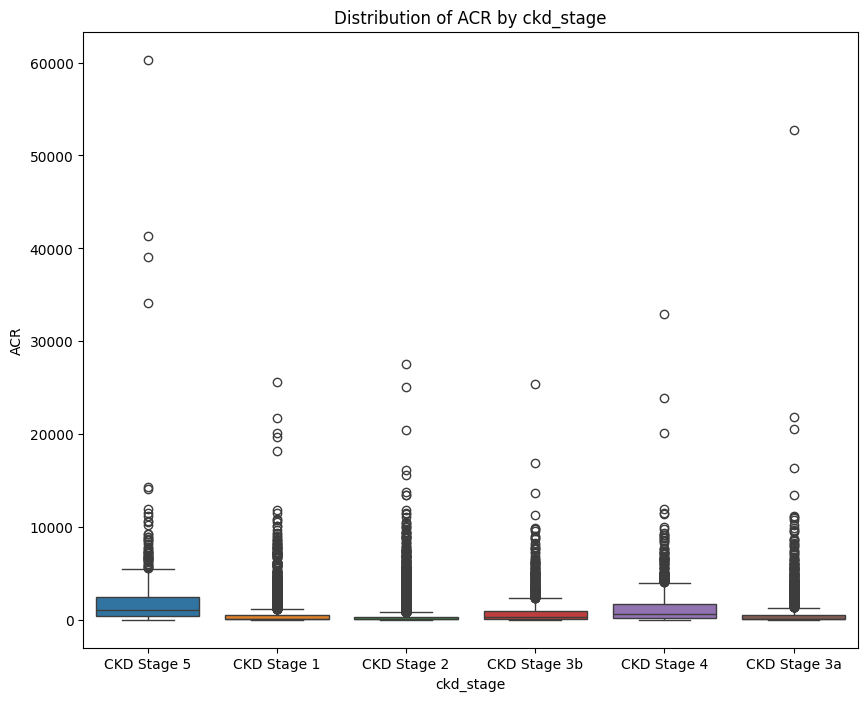 Distribution of ACR by ckd_stage
60000
50000
40000
30000
20000
10000
0
ACR
CKD Stage 5 CKD Stage 1 CKD Stage 2 CKD Stage 3b CKD Stage 4 CKD Stage 3a
ckd_stage